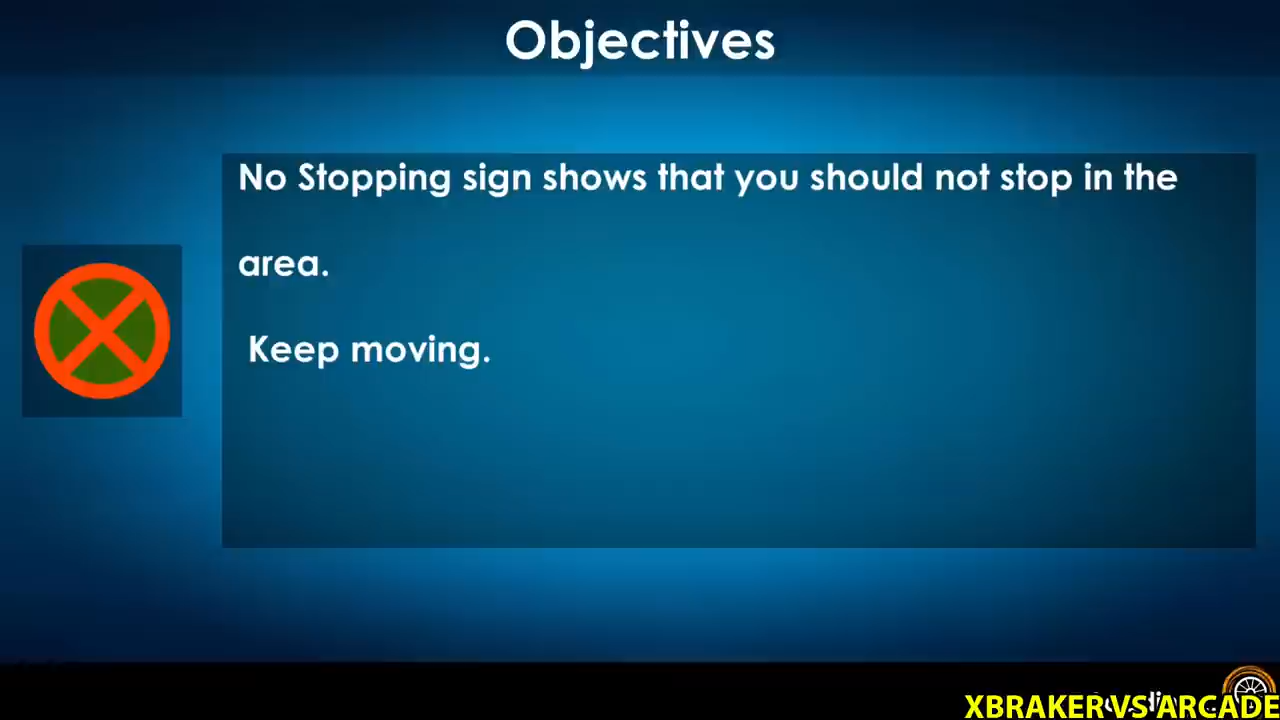 Objectives
No Stopping sign shows that you should not stop in the
area.
Keep moving.
XBRAKER VS ARCADE